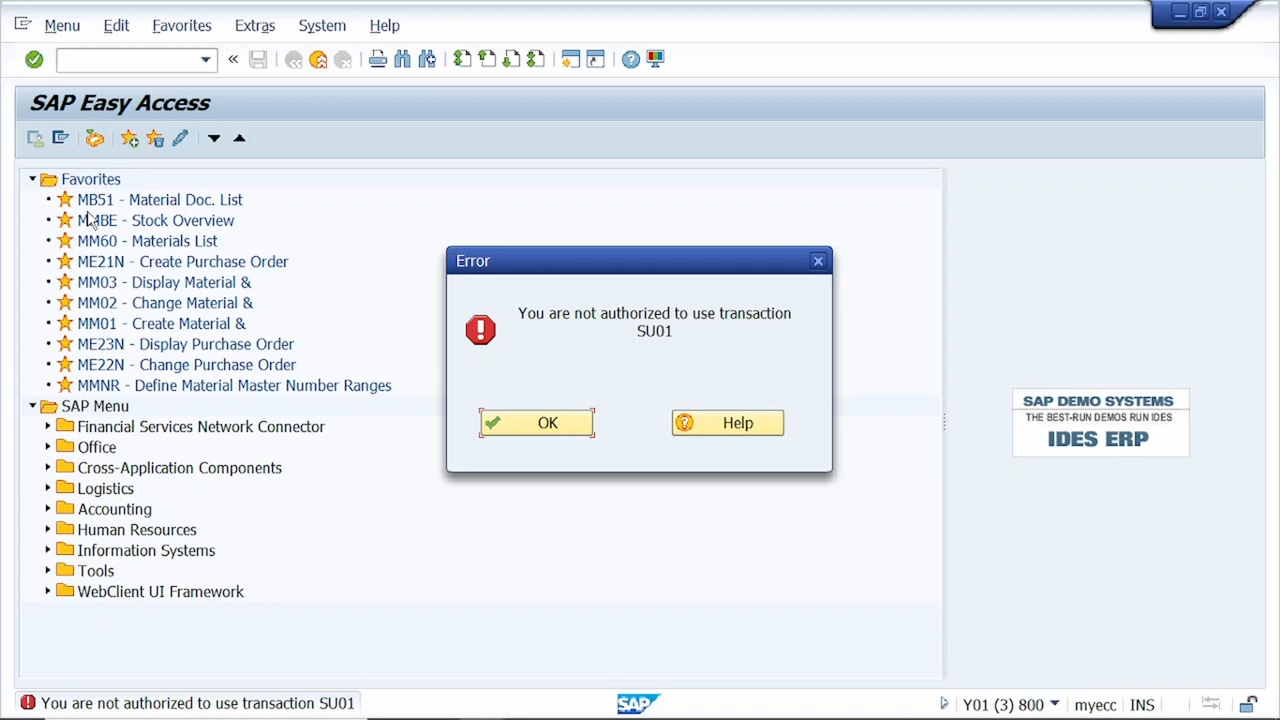 Menu Edit Favorites Extras System Help
SAP Easy Access
Favorites
MB51 - Material Doc. List
MMBE - Stock Overview
MM60 - Materials List
ME21N - Create Purchase Order
MM03 - Display Material &
MM02 - Change Material &
MM01 - Create Material &
ME23N - Display Purchase Order
ME22N - Change Purchase Order
MMNR - Define Material Master Number Ranges
SAP Menu
Financial Services Network Connector
Office
Cross-Application Components
Logistics
Accounting
Human Resources
Information Systems
Tools
WebClient UI Framework
Error
You are not authorized to use transaction
SU01
OK Help
SAP DEMO SYSTEMS
THE BEST-RUN DEMOS RUN IDES
IDES ERP
You are not authorized to use transaction SU01
SAP
Y01 (3) 800 myecc INS